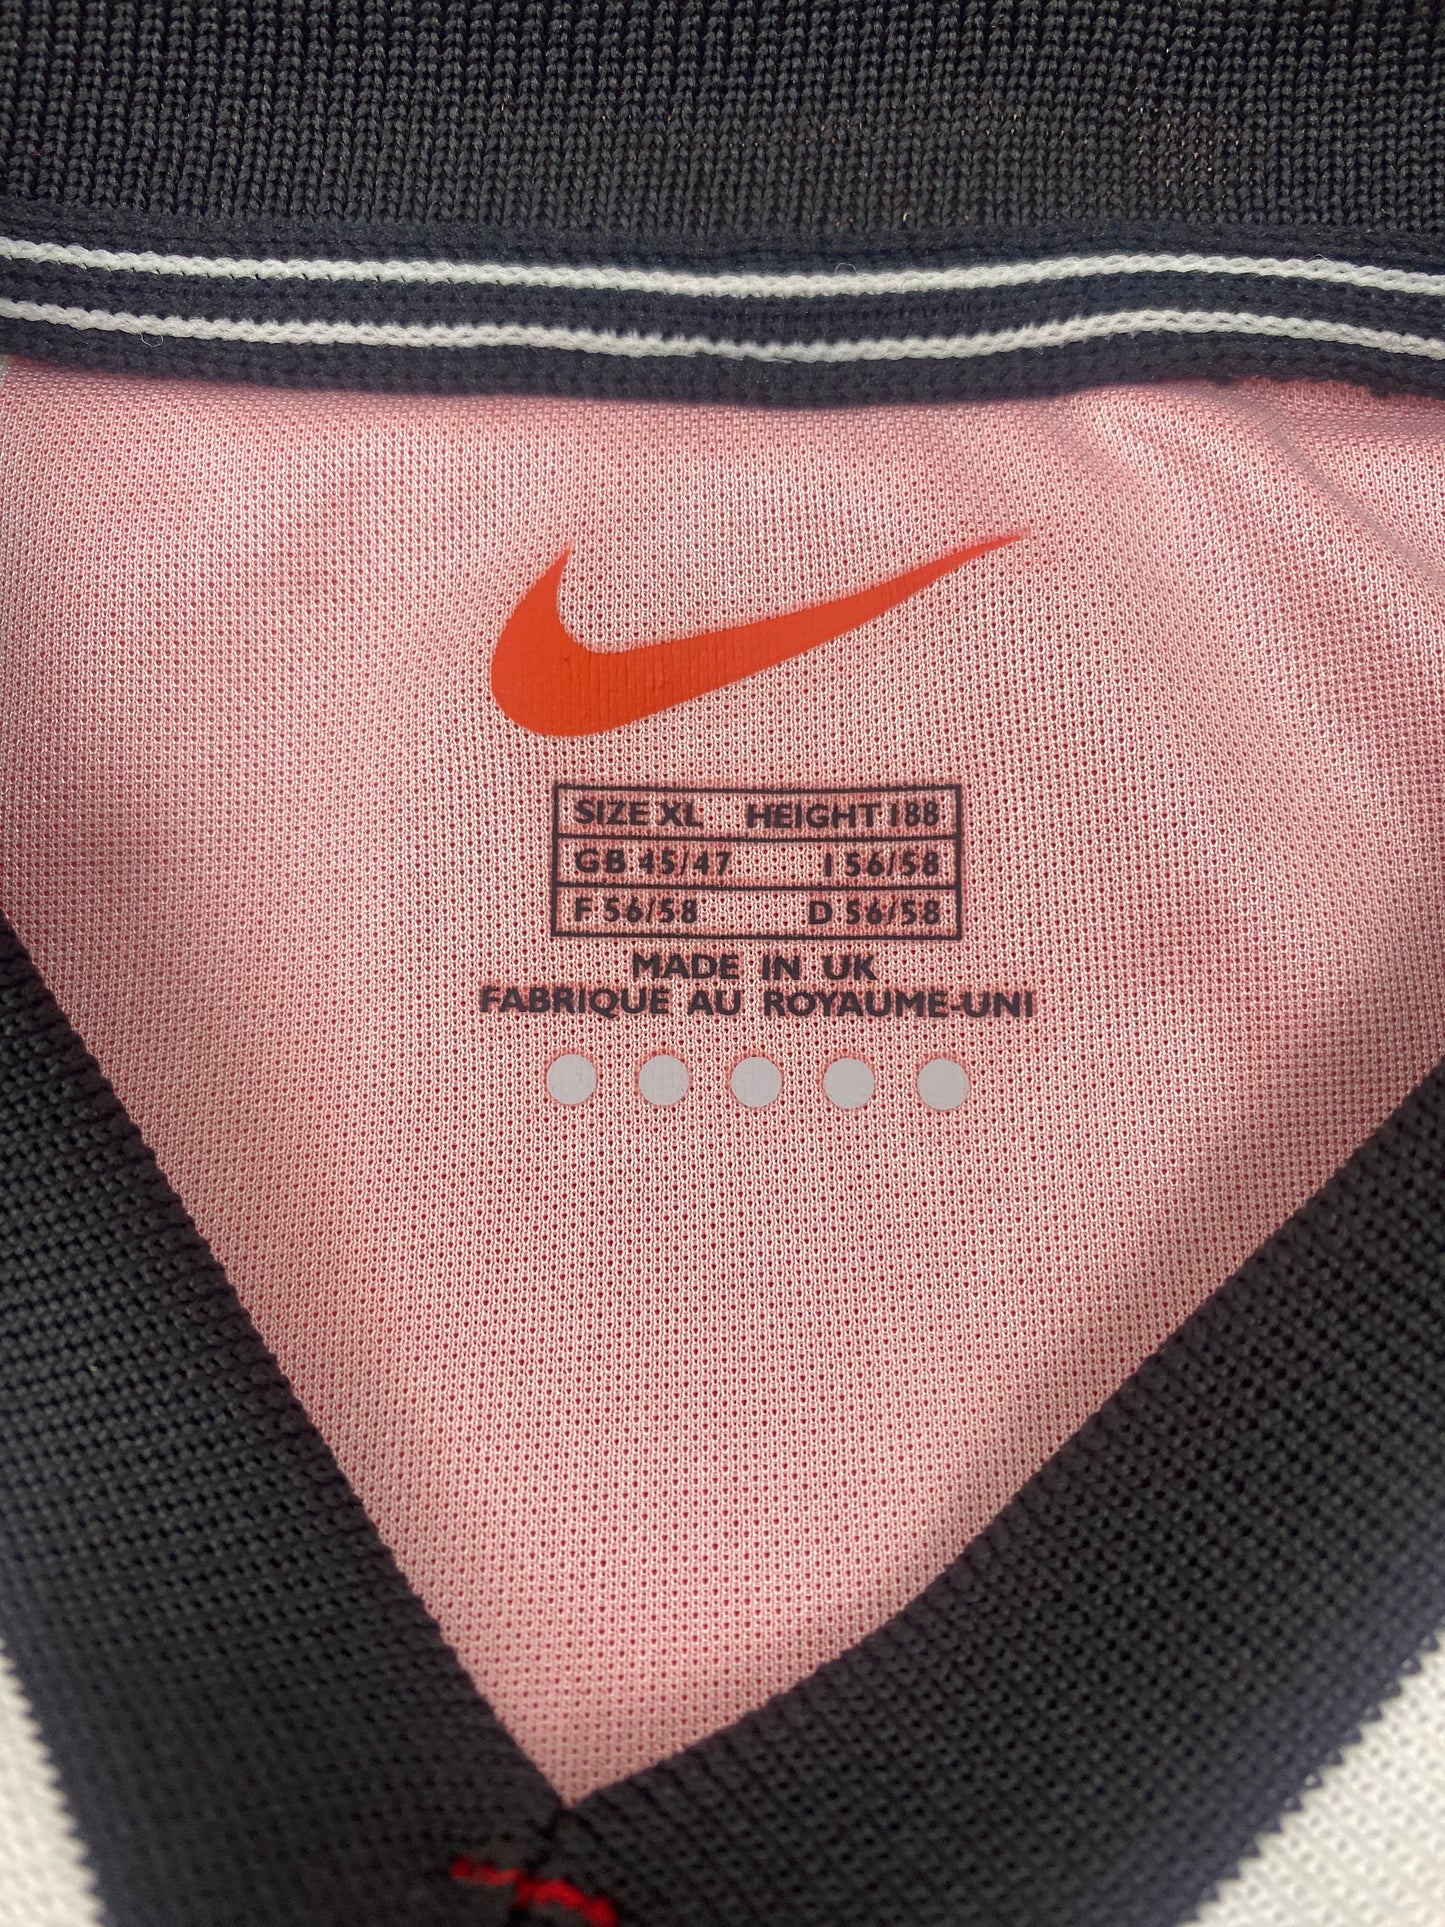 SIZE XL HEIGHT 188
GB 45/47 I 56/58
F 56/58 D 56/58
MADE IN UK
FABRIQUE AU ROYAUME-UNI